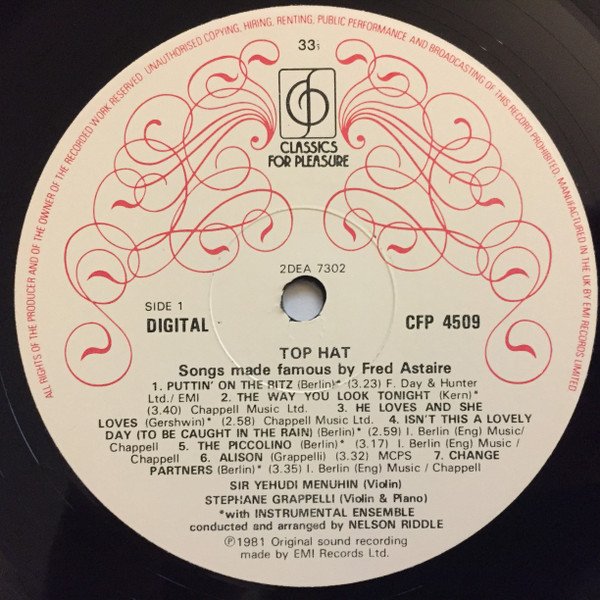 ALL RIGHTS OF THE PRODUCER AND OF THE OWNER OF THE RECORDED WORK RESERVED. UNAUTHORISED COPYING, HIRING, RENTING, PUBLIC PERFORMANCE AND BROADCASTING OF THIS RECORD PROHIBITED. MANUFACTURED IN THE UK BY EMI RECORDS LIMITED
33⅓
CLASSICS
FOR PLEASURE
2DEA 7302
SIDE 1
DIGITAL
CFP 4509
TOP HAT
Songs made famous by Fred Astaire
1. PUTTIN' ON THE RITZ (Berlin)* (3.23) F. Day & Hunter
Ltd./EMI 2. THE WAY YOU LOOK TONIGHT (Kern)*
(3.40) Chappell Music Ltd. 3. HE LOVES AND SHE
LOVES (Gershwin)* (2.58) Chappell Music Ltd. 4. ISN'T THIS A LOVELY
DAY (TO BE CAUGHT IN THE RAIN) (Berlin)* (2.59) I. Berlin (Eng) Music/
Chappell 5. THE PICCOLINO (Berlin)* (3.17) I. Berlin (Eng) Music/
Chappell 6. ALISON (Grappelli) (3.32) MCPS 7. CHANGE
PARTNERS (Berlin)* (3.35) I. Berlin (Eng) Music / Chappell
SIR YEHUDI MENUHIN (Violin)
STEPHANE GRAPPELLI (Violin & Piano)
*with INSTRUMENTAL ENSEMBLE
conducted and arranged by NELSON RIDDLE
℗1981 Original sound recording
made by EMI Records Ltd.